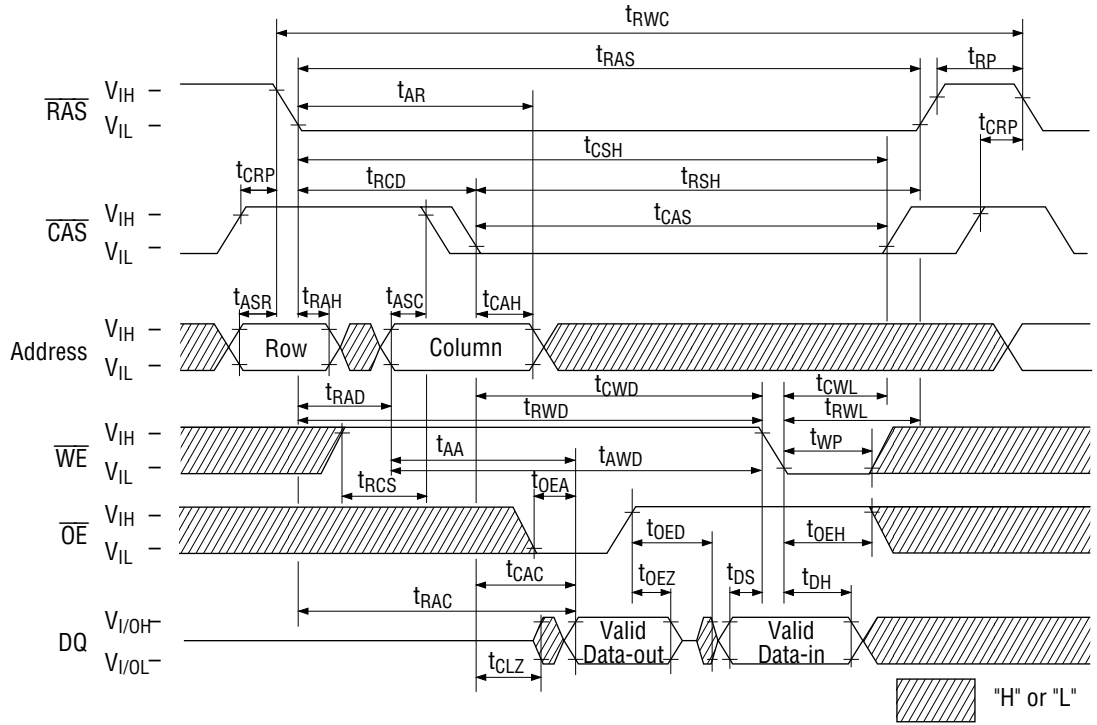 tRWC
tRAS
tRP
RAS
VIH
VIL
tAR
tCRP
tCSH
tCRP
tRCD
tRSH
CAS
VIH
VIL
tCAS
tASR
tRAH
tASC
tCAH
Address
VIH
VIL
Row
Column
tRAD
tCWD
tCWL
tRWD
tRWL
WE
VIH
VIL
tAA
tAWD
tWP
tRCS
tOEA
OE
VIH
VIL
tOED
tOEH
tCAC
tOEZ
tDS
tDH
tRAC
DQ
VI/OH
VI/OL
Valid
Data-out
Valid
Data-in
tCLZ
"H" or "L"